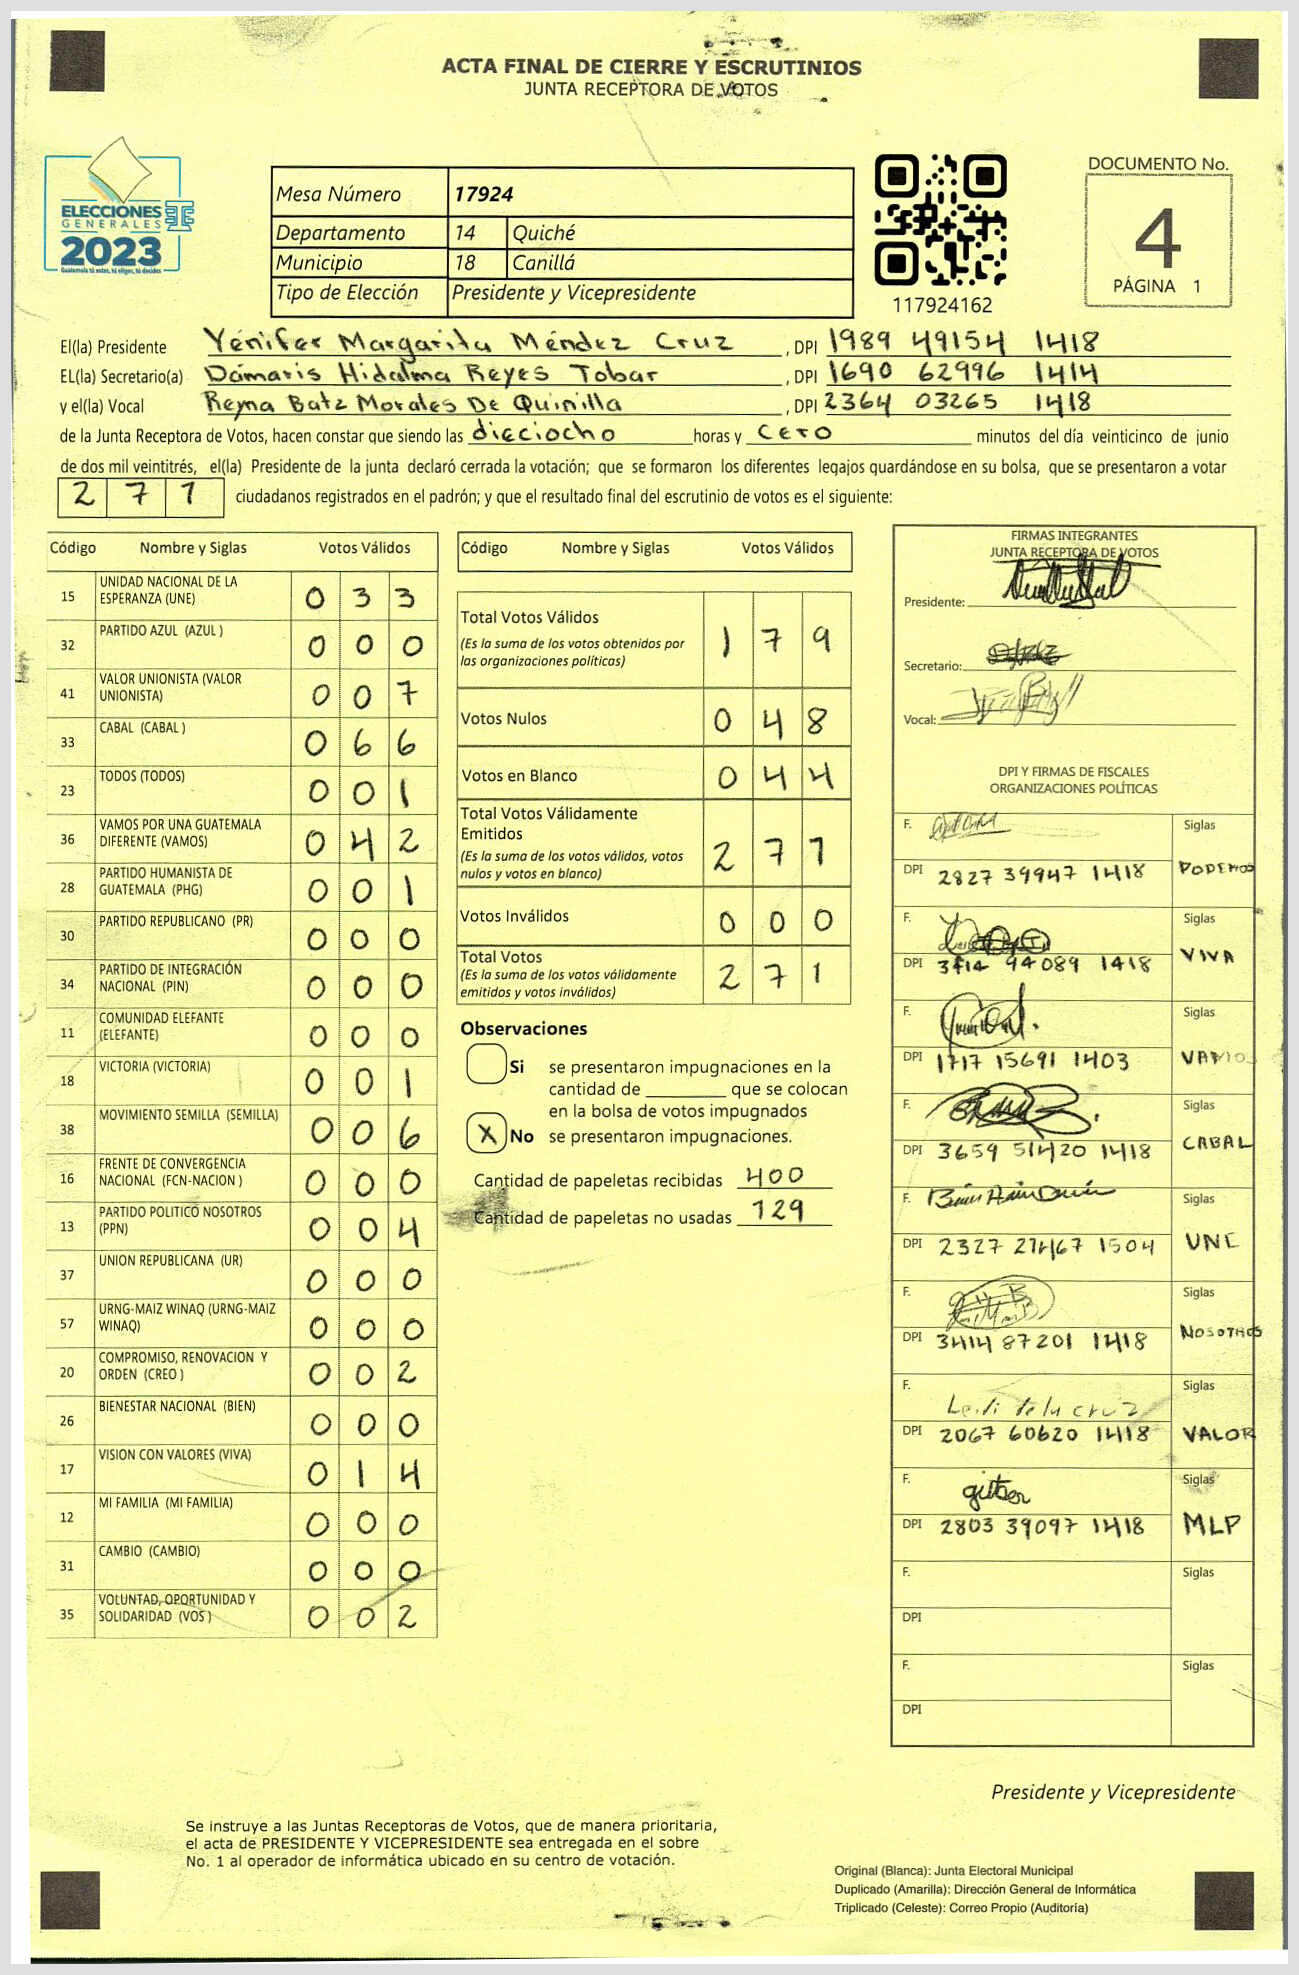 ACTA FINAL DE CIERRE Y ESCRUTINIOS
JUNTA RECEPTORA DE VOTOS
ELECCIONES
GENERALES
2023
Guatemala tú votas, tú eliges, tú decides
Mesa Número 17924
Departamento 14 Quiché
Municipio 18 Canillá
Tipo de Elección Presidente y Vicepresidente
117924162
DOCUMENTO No.
4
PÁGINA 1
El(la) Presidente Yénifer Margarita Méndez Cruz , DPI 1989 49154 1418
EL(la) Secretario(a) Dámaris Hidalma Reyes Tobar , DPI 1690 62996 1414
y el(la) Vocal Reyna Batz Morales De Quinilla , DPI 2364 03265 1418
de la Junta Receptora de Votos, hacen constar que siendo las dieciocho horas y cero minutos del día veinticinco de junio
de dos mil veintitrés, el(la) Presidente de la junta declaró cerrada la votación; que se formaron los diferentes legajos guardándose en su bolsa, que se presentaron a votar
2 7 1 ciudadanos registrados en el padrón; y que el resultado final del escrutinio de votos es el siguiente:
Código Nombre y Siglas Votos Válidos
15 UNIDAD NACIONAL DE LA ESPERANZA (UNE) 0 3 3
32 PARTIDO AZUL (AZUL ) 0 0 0
41 VALOR UNIONISTA (VALOR UNIONISTA) 0 0 7
33 CABAL (CABAL ) 0 6 6
23 TODOS (TODOS) 0 0 1
36 VAMOS POR UNA GUATEMALA DIFERENTE (VAMOS) 0 4 2
28 PARTIDO HUMANISTA DE GUATEMALA (PHG) 0 0 1
30 PARTIDO REPUBLICANO (PR) 0 0 0
34 PARTIDO DE INTEGRACIÓN NACIONAL (PIN) 0 0 0
11 COMUNIDAD ELEFANTE (ELEFANTE) 0 0 0
18 VICTORIA (VICTORIA) 0 0 1
38 MOVIMIENTO SEMILLA (SEMILLA) 0 0 6
16 FRENTE DE CONVERGENCIA NACIONAL (FCN-NACION ) 0 0 0
13 PARTIDO POLITICO NOSOTROS (PPN) 0 0 4
37 UNION REPUBLICANA (UR) 0 0 0
57 URNG-MAIZ WINAQ (URNG-MAIZ WINAQ) 0 0 0
20 COMPROMISO, RENOVACION Y ORDEN (CREO ) 0 0 2
26 BIENESTAR NACIONAL (BIEN) 0 0 0
17 VISION CON VALORES (VIVA) 0 1 4
12 MI FAMILIA (MI FAMILIA) 0 0 0
31 CAMBIO (CAMBIO) 0 0 0
35 VOLUNTAD, OPORTUNIDAD Y SOLIDARIDAD (VOS ) 0 0 2
Código Nombre y Siglas Votos Válidos
Total Votos Válidos 1 7 9
(Es la suma de los votos obtenidos por
las organizaciones políticas)
Votos Nulos 0 4 8
Votos en Blanco 0 4 4
Total Votos Válidamente
Emitidos 2 7 1
(Es la suma de los votos válidos, votos
nulos y votos en blanco)
Votos Inválidos 0 0 0
Total Votos 2 7 1
(Es la suma de los votos válidamente
emitidos y votos inválidos)
Observaciones
Si se presentaron impugnaciones en la
cantidad de ________ que se colocan
en la bolsa de votos impugnados
X No se presentaron impugnaciones.
Cantidad de papeletas recibidas 400
Cantidad de papeletas no usadas 129
FIRMAS INTEGRANTES
JUNTA RECEPTORA DE VOTOS
Presidente:
Secretario:
Vocal:
DPI Y FIRMAS DE FISCALES
ORGANIZACIONES POLÍTICAS
F. Siglas
DPI 2827 39947 1418 PODEMOS
F. Siglas
DPI 94089 1418 VIVA
F. Siglas
DPI 1717 15691 1403 VAMOS
F. Siglas
DPI 3659 51420 1418 CABAL
F. Siglas
DPI 2327 27467 1504 UNE
F. Siglas
DPI 3414 87201 1418 NOSOTROS
F. Siglas
DPI 2067 60620 1418 VALOR
F. Siglas
DPI 2803 39097 1418 MLP
F. Siglas
DPI
F. Siglas
DPI
Presidente y Vicepresidente
Se instruye a las Juntas Receptoras de Votos, que de manera prioritaria,
el acta de PRESIDENTE Y VICEPRESIDENTE sea entregada en el sobre
No. 1 al operador de informática ubicado en su centro de votación.
Original (Blanca): Junta Electoral Municipal
Duplicado (Amarilla): Dirección General de Informática
Triplicado (Celeste): Correo Propio (Auditoría)